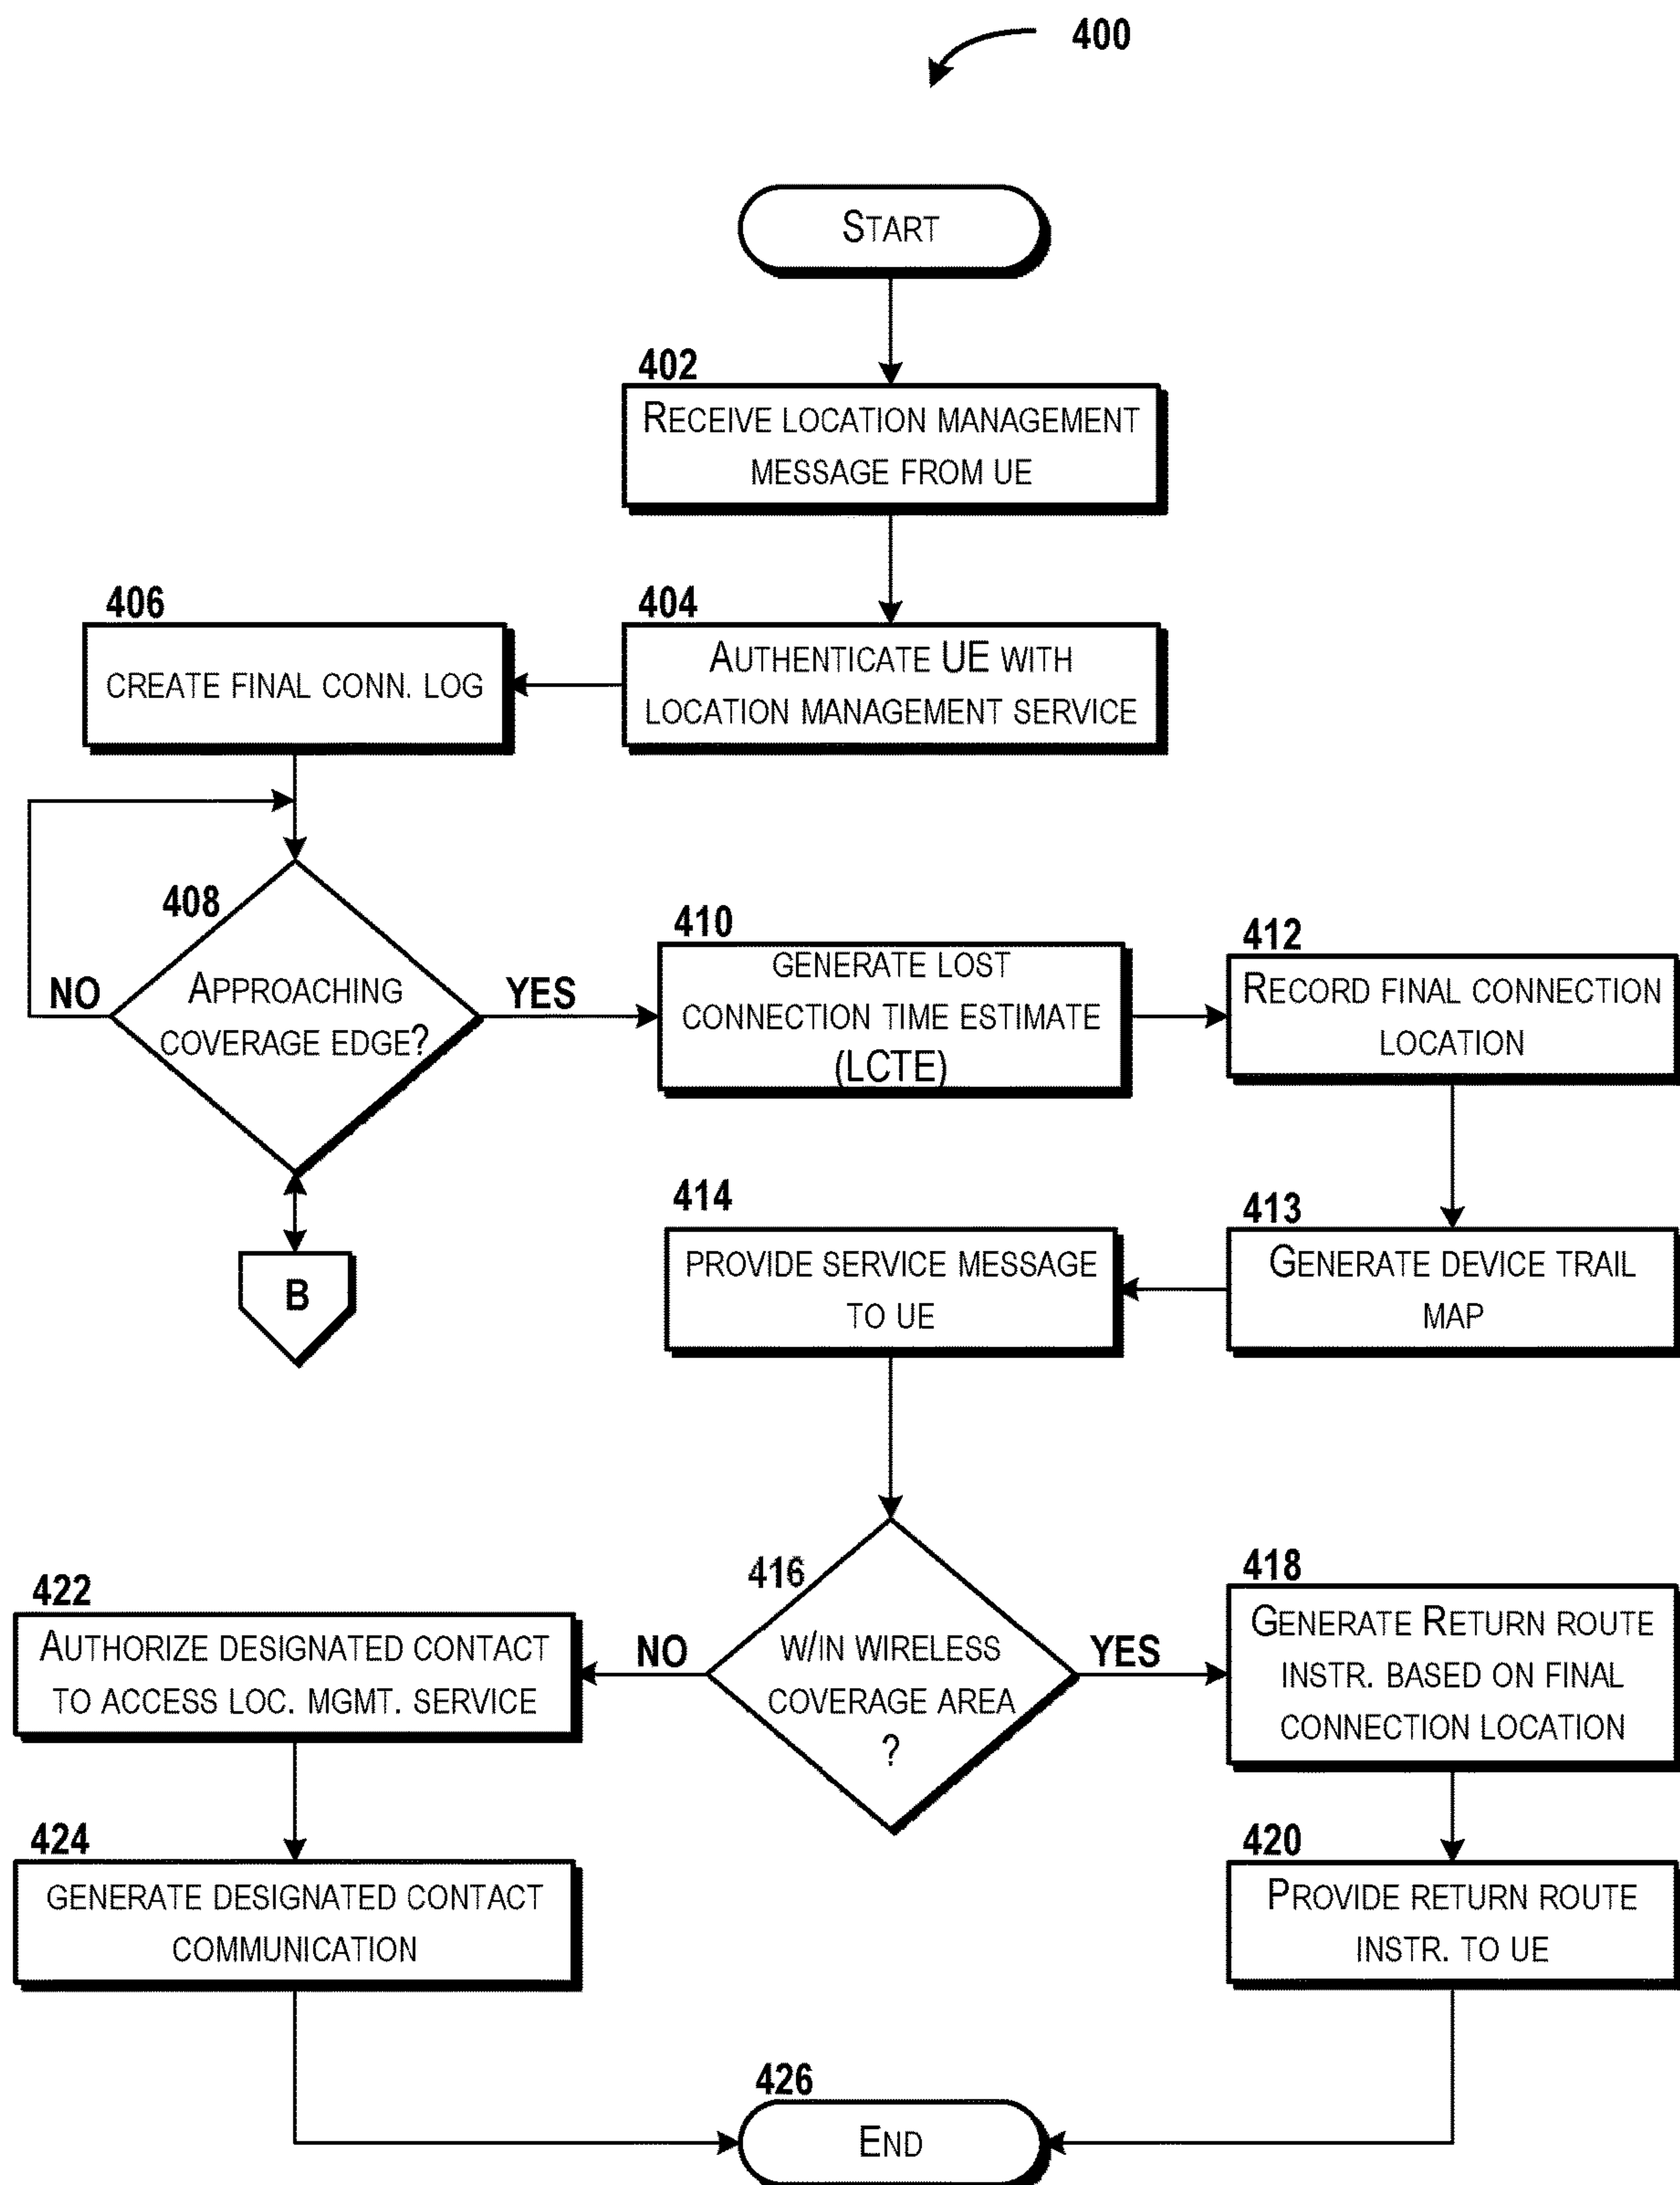 400
START
402
RECEIVE LOCATION MANAGEMENT
MESSAGE FROM UE
404
AUTHENTICATE UE WITH
LOCATION MANAGEMENT SERVICE
406
CREATE FINAL CONN. LOG
408
APPROACHING
COVERAGE EDGE?
NO
YES
B
410
GENERATE LOST
CONNECTION TIME ESTIMATE
(LCTE)
412
RECORD FINAL CONNECTION
LOCATION
413
GENERATE DEVICE TRAIL
MAP
414
PROVIDE SERVICE MESSAGE
TO UE
416
W/IN WIRELESS
COVERAGE AREA
?
NO
YES
418
GENERATE RETURN ROUTE
INSTR. BASED ON FINAL
CONNECTION LOCATION
420
PROVIDE RETURN ROUTE
INSTR. TO UE
422
AUTHORIZE DESIGNATED CONTACT
TO ACCESS LOC. MGMT. SERVICE
424
GENERATE DESIGNATED CONTACT
COMMUNICATION
426
END